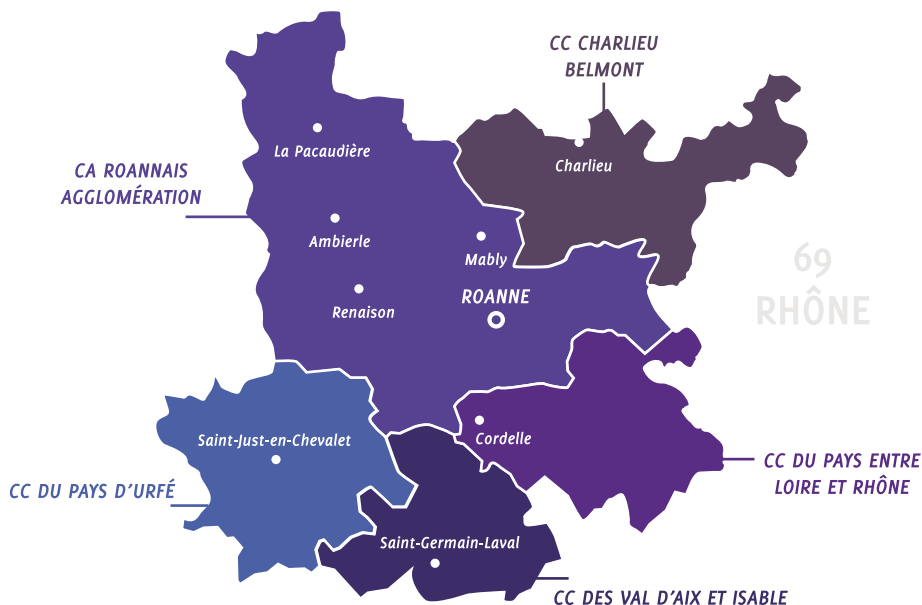 CC CHARLIEU
BELMONT
La Pacaudière
Charlieu
CA ROANNAIS
AGGLOMÉRATION
Ambierle
Mably
69
RHÔNE
ROANNE
Renaison
Saint-Just-en-Chevalet
Cordelle
CC DU PAYS ENTRE
LOIRE ET RHÔNE
CC DU PAYS D'URFÉ
Saint-Germain-Laval
CC DES VAL D'AIX ET ISABLE